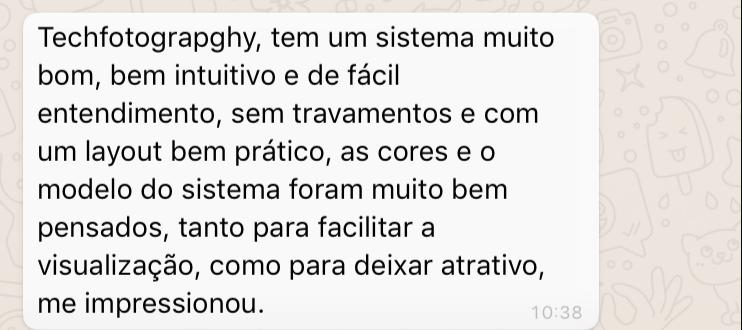 Techfotograpghy, tem um sistema muito
bom, bem intuitivo e de fácil
entendimento, sem travamentos e com
um layout bem prático, as cores e o
modelo do sistema foram muito bem
pensados, tanto para facilitar a
visualização, como para deixar atrativo,
me impressionou.
10:38